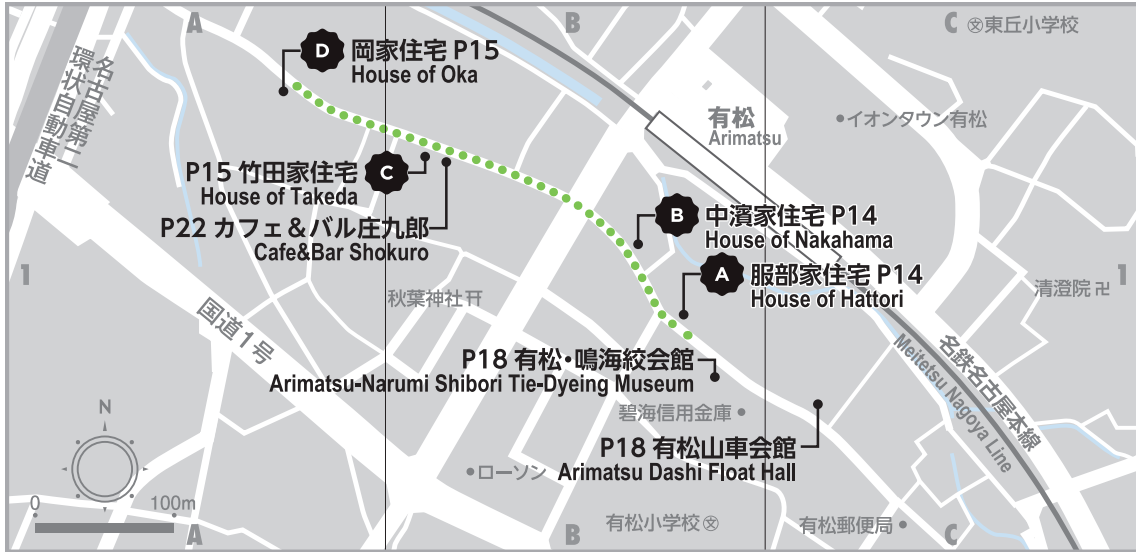 A
B
C
文 東丘小学校
D 岡家住宅 P15
House of Oka
名古屋第二
環状自動車道
有松
Arimatsu
イオンタウン有松
P15 竹田家住宅 C
House of Takeda
P22 カフェ&バル庄九郎
Cafe&Bar Shokuro
B 中濱家住宅 P14
House of Nakahama
A 服部家住宅 P14
House of Hattori
1
1
秋葉神社
清澄院 卍
国道1号
P18 有松・鳴海絞会館
Arimatsu-Narumi Shibori Tie-Dyeing Museum
名鉄名古屋本線
Meitetsu Nagoya Line
碧海信用金庫
P18 有松山車会館
Arimatsu Dashi Float Hall
N
ローソン
0 100m
有松小学校 文
有松郵便局
A
B
C